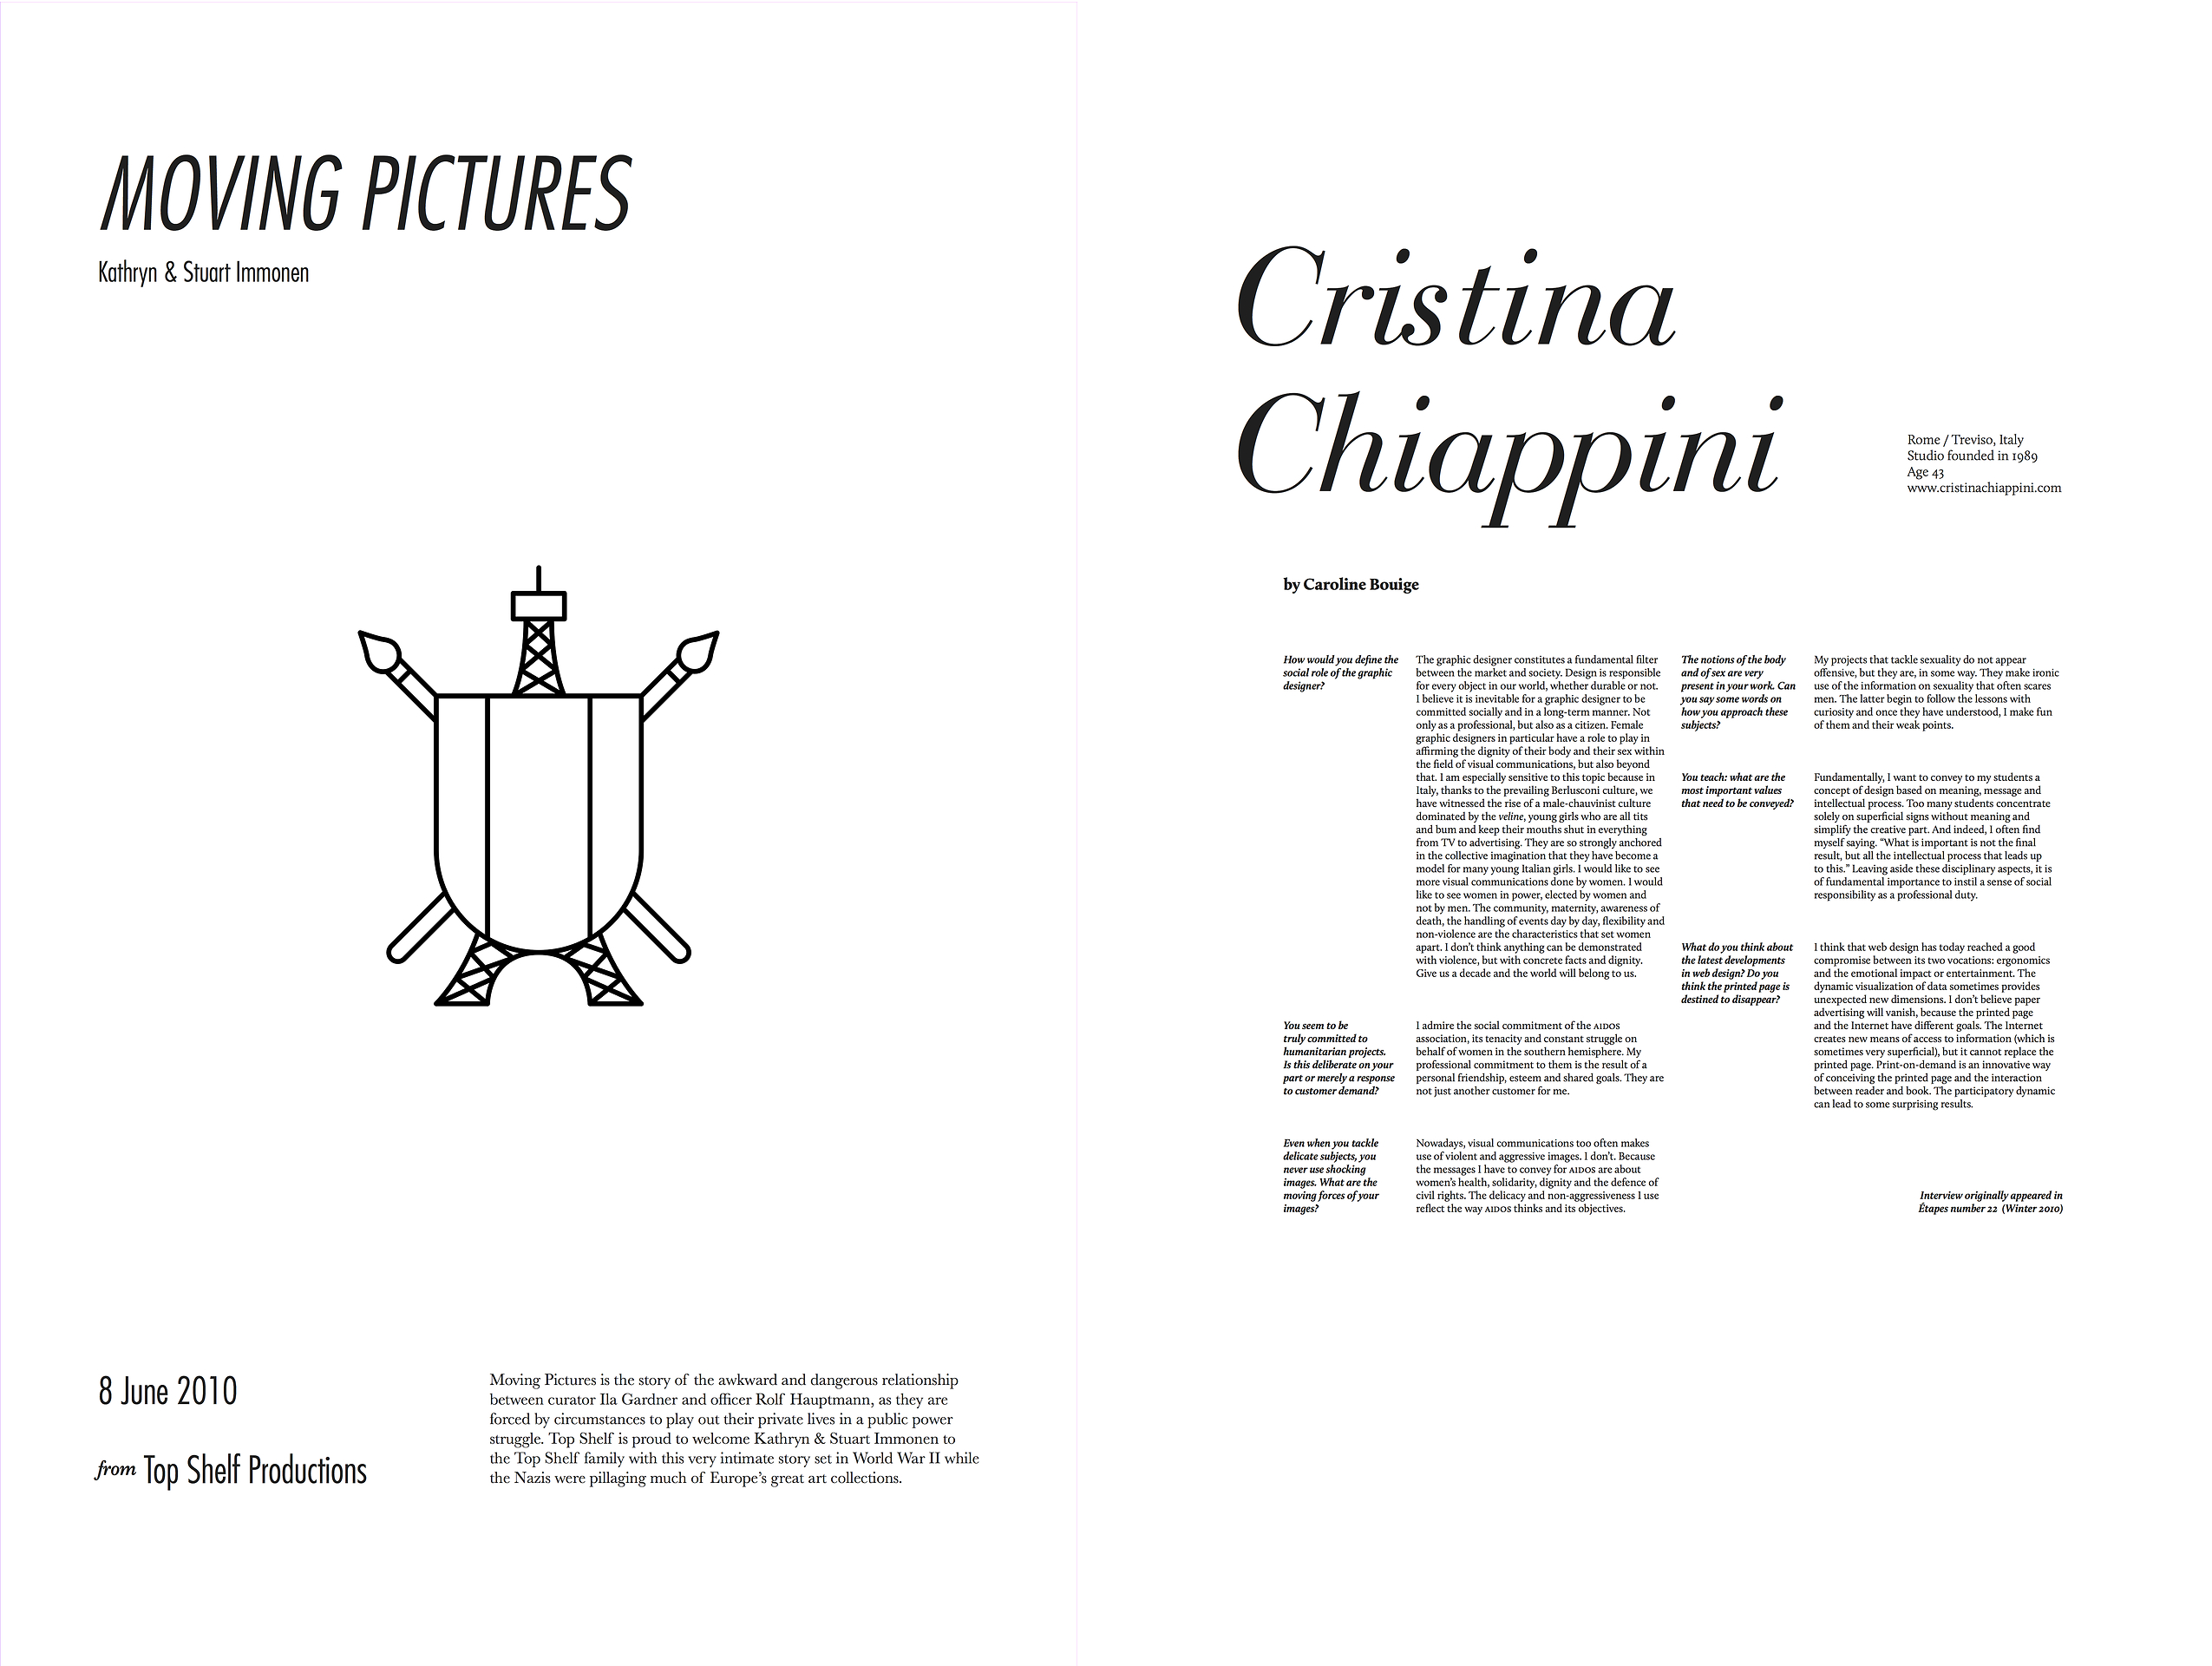 MOVING PICTURES
Kathryn & Stuart Immonen
8 June 2010
from Top Shelf Productions
Moving Pictures is the story of the awkward and dangerous relationship
between curator Ila Gardner and officer Rolf Hauptmann, as they are
forced by circumstances to play out their private lives in a public power
struggle. Top Shelf is proud to welcome Kathryn & Stuart Immonen to
the Top Shelf family with this very intimate story set in World War II while
the Nazis were pillaging much of Europe’s great art collections.
Cristina
Chiappini
Rome / Treviso, Italy
Studio founded in 1989
Age 43
www.cristinachiappini.com
by Caroline Bouige
How would you define the
social role of the graphic
designer?
The graphic designer constitutes a fundamental filter
between the market and society. Design is responsible
for every object in our world, whether durable or not.
I believe it is inevitable for a graphic designer to be
committed socially and in a long-term manner. Not
only as a professional, but also as a citizen. Female
graphic designers in particular have a role to play in
affirming the dignity of their body and their sex within
the field of visual communications, but also beyond
that. I am especially sensitive to this topic because in
Italy, thanks to the prevailing Berlusconi culture, we
have witnessed the rise of a male-chauvinist culture
dominated by the veline, young girls who are all tits
and bum and keep their mouths shut in everything
from TV to advertising. They are so strongly anchored
in the collective imagination that they have become a
model for many young Italian girls. I would like to see
more visual communications done by women. I would
like to see women in power, elected by women and
not by men. The community, maternity, awareness of
death, the handling of events day by day, flexibility and
non-violence are the characteristics that set women
apart. I don’t think anything can be demonstrated
with violence, but with concrete facts and dignity.
Give us a decade and the world will belong to us.
You seem to be
truly committed to
humanitarian projects.
Is this deliberate on your
part or merely a response
to customer demand?
I admire the social commitment of the AIDOS
association, its tenacity and constant struggle on
behalf of women in the southern hemisphere. My
professional commitment to them is the result of a
personal friendship, esteem and shared goals. They are
not just another customer for me.
Even when you tackle
delicate subjects, you
never use shocking
images. What are the
moving forces of your
images?
Nowadays, visual communications too often makes
use of violent and aggressive images. I don’t. Because
the messages I have to convey for AIDOS are about
women’s health, solidarity, dignity and the defence of
civil rights. The delicacy and non-aggressiveness I use
reflect the way AIDOS thinks and its objectives.
The notions of the body
and of sex are very
present in your work. Can
you say some words on
how you approach these
subjects?
My projects that tackle sexuality do not appear
offensive, but they are, in some way. They make ironic
use of the information on sexuality that often scares
men. The latter begin to follow the lessons with
curiosity and once they have understood, I make fun
of them and their weak points.
You teach: what are the
most important values
that need to be conveyed?
Fundamentally, I want to convey to my students a
concept of design based on meaning, message and
intellectual process. Too many students concentrate
solely on superficial signs without meaning and
simplify the creative part. And indeed, I often find
myself saying. “What is important is not the final
result, but all the intellectual process that leads up
to this.” Leaving aside these disciplinary aspects, it is
of fundamental importance to instil a sense of social
responsibility as a professional duty.
What do you think about
the latest developments
in web design? Do you
think the printed page is
destined to disappear?
I think that web design has today reached a good
compromise between its two vocations: ergonomics
and the emotional impact or entertainment. The
dynamic visualization of data sometimes provides
unexpected new dimensions. I don’t believe paper
advertising will vanish, because the printed page
and the Internet have different goals. The Internet
creates new means of access to information (which is
sometimes very superficial), but it cannot replace the
printed page. Print-on-demand is an innovative way
of conceiving the printed page and the interaction
between reader and book. The participatory dynamic
can lead to some surprising results.
Interview originally appeared in
Étapes number 22 (Winter 2010)